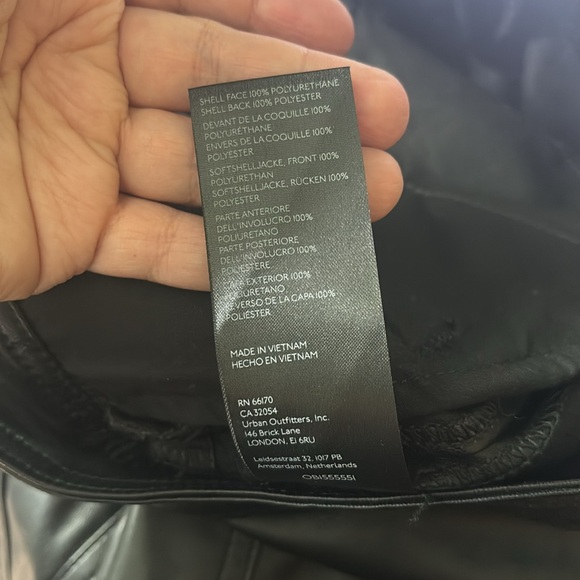 SHELL FACE 100% POLYURETHANE
SHELL BACK 100% POLYESTER
DEVANT DE LA COQUILLE 100%
POLYURÉTHANE
ENVERS DE LA COQUILLE 100%
POLYESTER
SOFTSHELLJACKE, FRONT 100%
POLYURETHAN
SOFTSHELLJACKE, RÜCKEN 100%
POLYESTER
PARTE ANTERIORE
DELL'INVOLUCRO 100%
POLIURETANO
PARTE POSTERIORE
DELL'INVOLUCRO 100%
POLIESTERE
CAPA EXTERIOR 100%
POLIURETANO
REVERSO DE LA CAPA 100%
POLIÉSTER
MADE IN VIETNAM
HECHO EN VIETNAM
RN 66170
CA 32054
Urban Outfitters, Inc.
146 Brick Lane
LONDON, E1 6RU
Leidsestraat 32, 1017 PB
Amsterdam, Netherlands
OB1555551